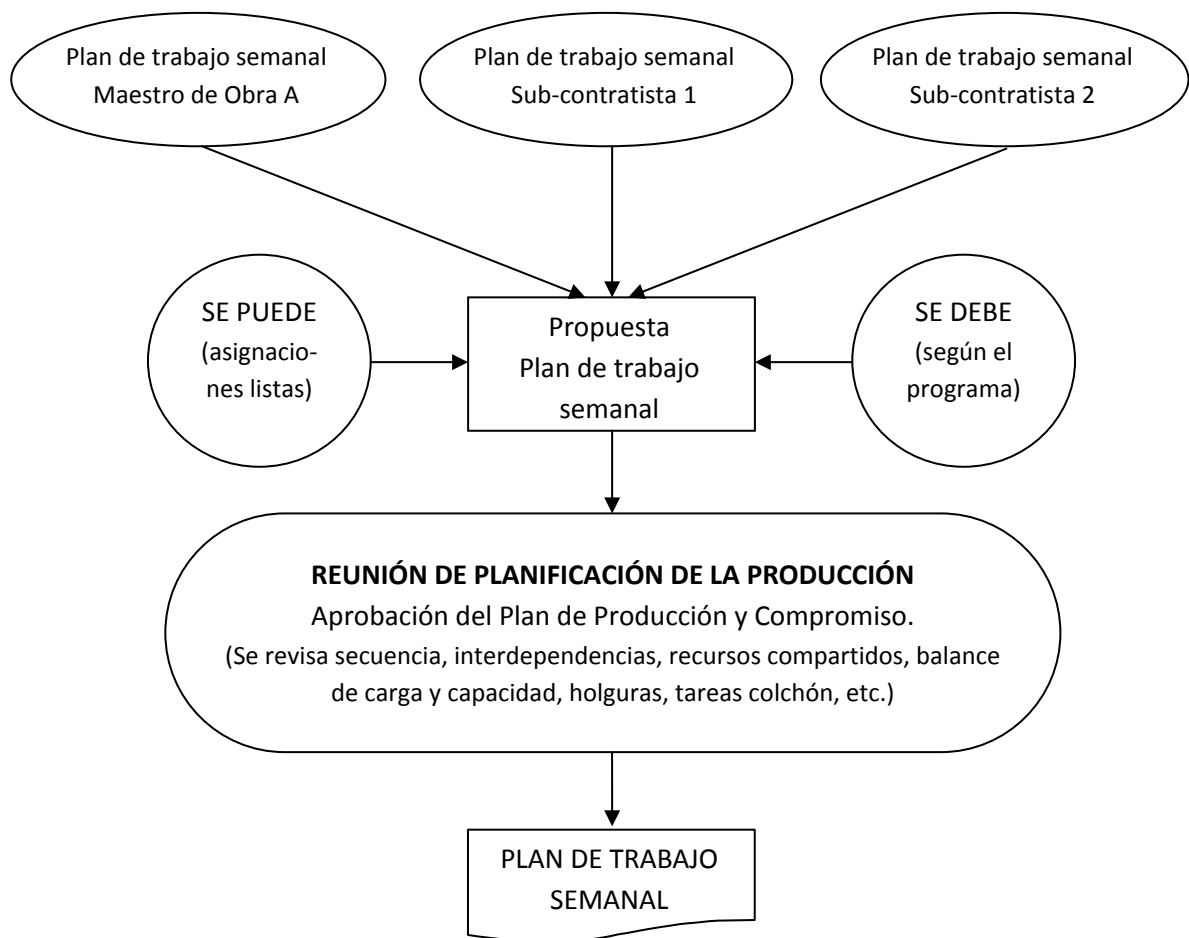 Plan de trabajo semanal
Maestro de Obra A
Plan de trabajo semanal
Sub-contratista 1
Plan de trabajo semanal
Sub-contratista 2
SE PUEDE
(asignacio-
nes listas)
Propuesta
Plan de trabajo
semanal
SE DEBE
(según el
programa)
REUNIÓN DE PLANIFICACIÓN DE LA PRODUCCIÓN
Aprobación del Plan de Producción y Compromiso.
(Se revisa secuencia, interdependencias, recursos compartidos, balance
de carga y capacidad, holguras, tareas colchón, etc.)
PLAN DE TRABAJO
SEMANAL